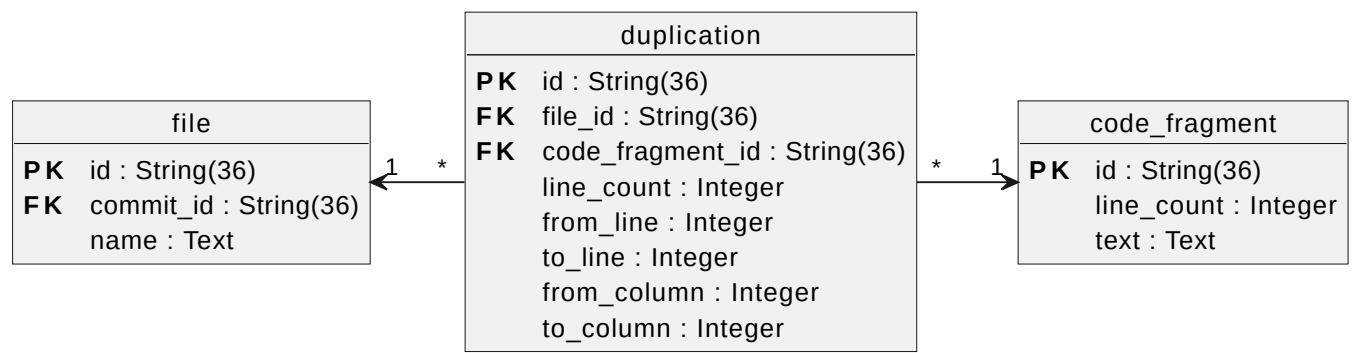 file
PK id : String(36)
FK commit_id : String(36)
name : Text
1 *
duplication
PK id : String(36)
FK file_id : String(36)
FK code_fragment_id : String(36)
line_count : Integer
from_line : Integer
to_line : Integer
from_column : Integer
to_column : Integer
* 1
code_fragment
PK id : String(36)
line_count : Integer
text : Text